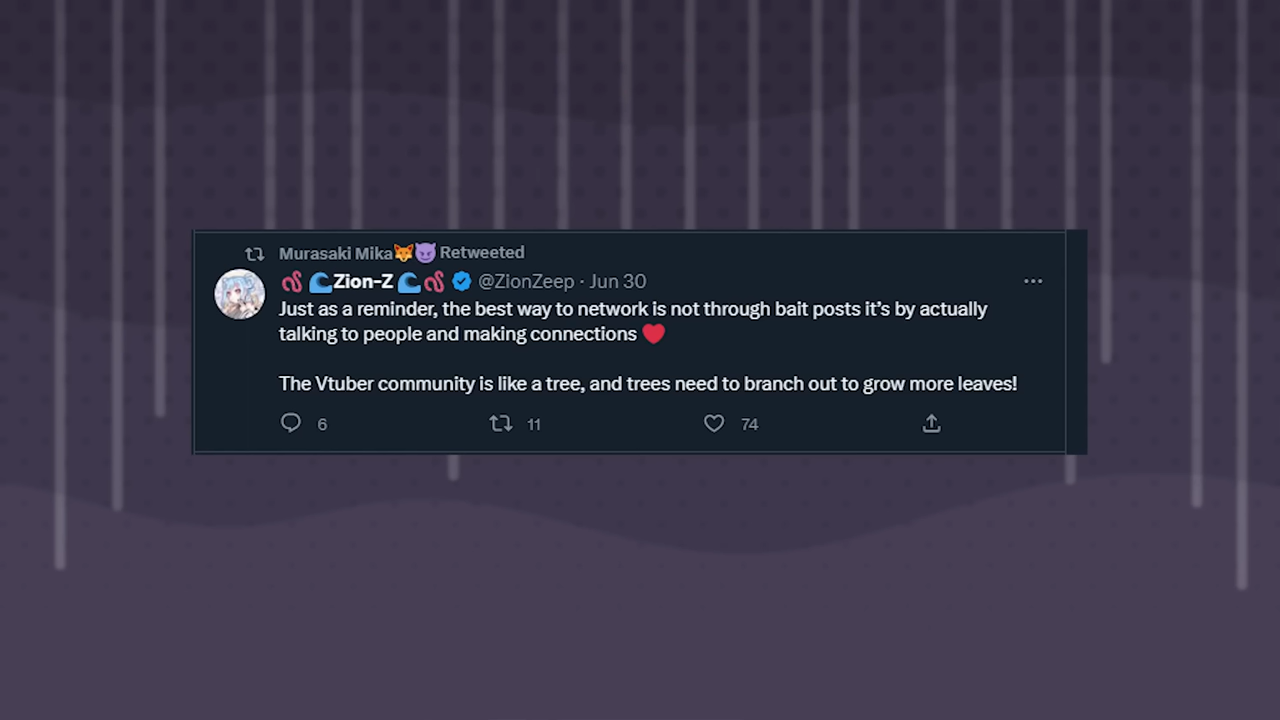 Murasaki Mika🦊😈 Retweeted
🪱🌊Zion-Z🌊🪱 @ZionZeep · Jun 30
Just as a reminder, the best way to network is not through bait posts it’s by actually
talking to people and making connections ❤️
The Vtuber community is like a tree, and trees need to branch out to grow more leaves!
6 11 74